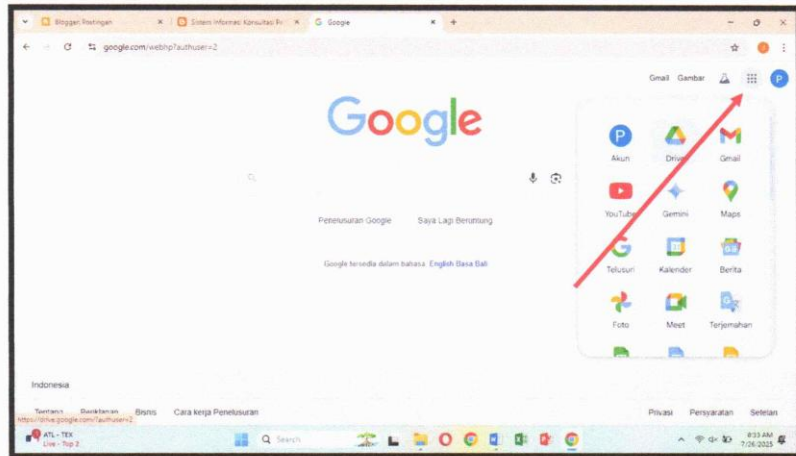 Blogger: Postingan
Sistem Informasi Konsultasi Pe
Google
google.com/webhp?authuser=2
Gmail Gambar
P
Google
P
Akun Drive Gmail
YouTube Gemini Maps
Telusuri Kalender Berita
Foto Meet Terjemahan
Penelusuran Google Saya Lagi Beruntung
Google tersedia dalam bahasa: English Basa Bali
Indonesia
Tentang Periklanan Bisnis Cara kerja Penelusuran
Privasi Persyaratan Setelan
https://drive.google.com/?authuser=2
ATL - TEX
Live - Top 2
Search
8:33 AM
7/26/2025